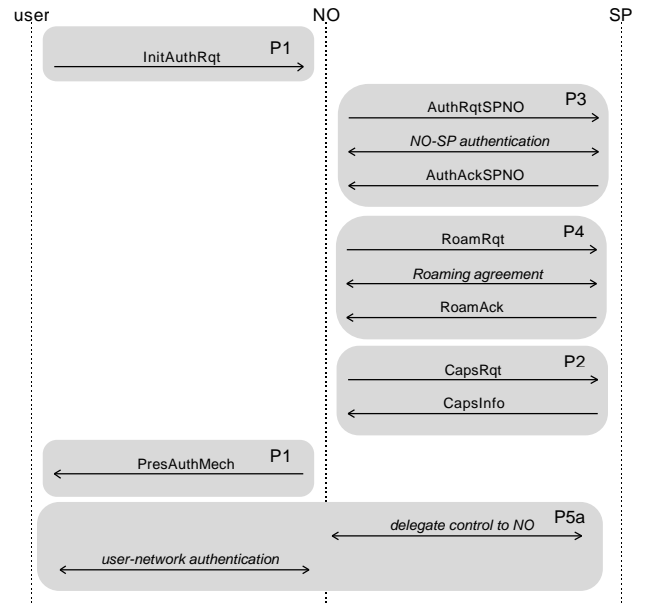 user NO SP
P1
InitAuthRqt
P3
AuthRqtSPNO
NO-SP authentication
AuthAckSPNO
P4
RoamRqt
Roaming agreement
RoamAck
P2
CapsRqt
CapsInfo
P1
PresAuthMech
P5a
delegate control to NO
user-network authentication